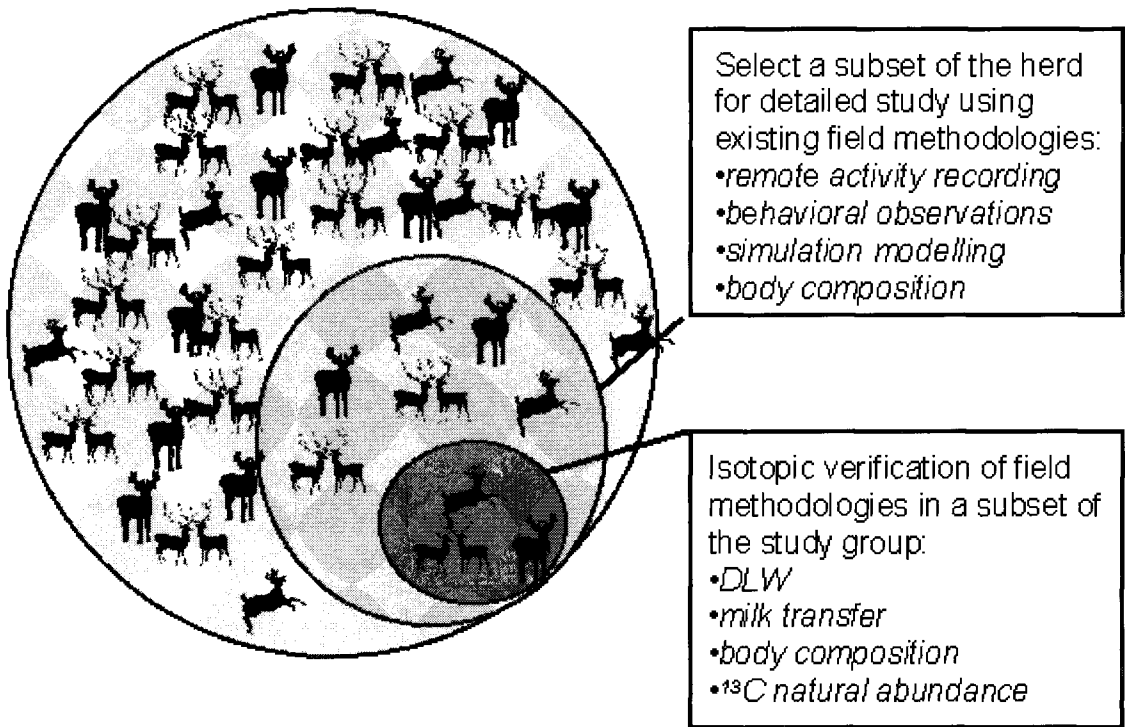 Select a subset of the herd
for detailed study using
existing field methodologies:
•remote activity recording
•behavioral observations
•simulation modelling
•body composition
Isotopic verification of field
methodologies in a subset of
the study group:
•DLW
•milk transfer
•body composition
•¹³C natural abundance